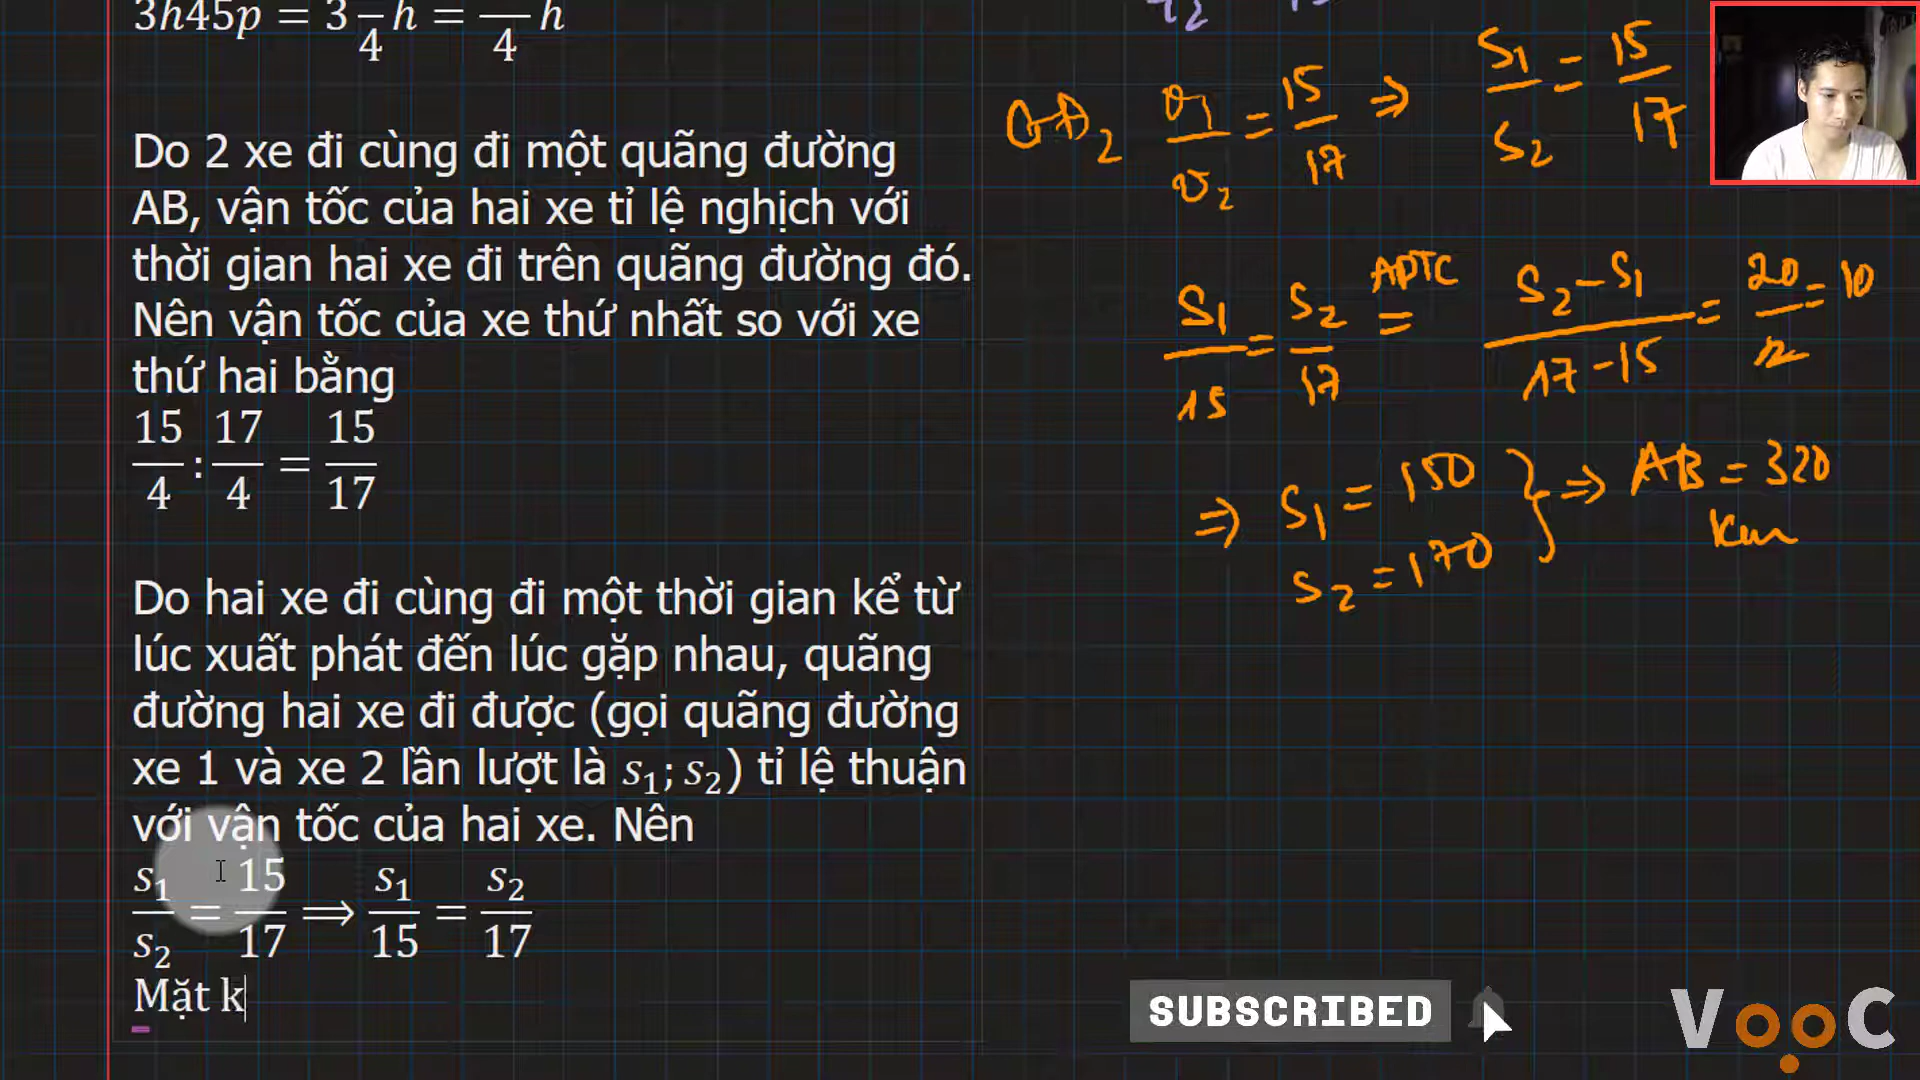 3h45p = 3 — h = — h
4 4
Do 2 xe đi cùng đi một quãng đường
AB, vận tốc của hai xe tỉ lệ nghịch với
thời gian hai xe đi trên quãng đường đó.
Nên vận tốc của xe thứ nhất so với xe
thứ hai bằng
15/4 : 17/4 = 15/17
Do hai xe đi cùng đi một thời gian kể từ
lúc xuất phát đến lúc gặp nhau, quãng
đường hai xe đi được (gọi quãng đường
xe 1 và xe 2 lần lượt là s₁; s₂) tỉ lệ thuận
với vận tốc của hai xe. Nên
s₁/s₂ = 15/17 ⟹ s₁/15 = s₂/17
Mặt k
GĐ₂ v₁/v₂ = 15/17 ⇒ S₁/S₂ = 15/17
S₁/15 = S₂/17 ADTC = (S₂ – S₁)/(17 – 15) = 20/2 = 10
⇒ S₁ = 150
S₂ = 170
} ⇒ AB = 320
km
SUBSCRIBED
VooC